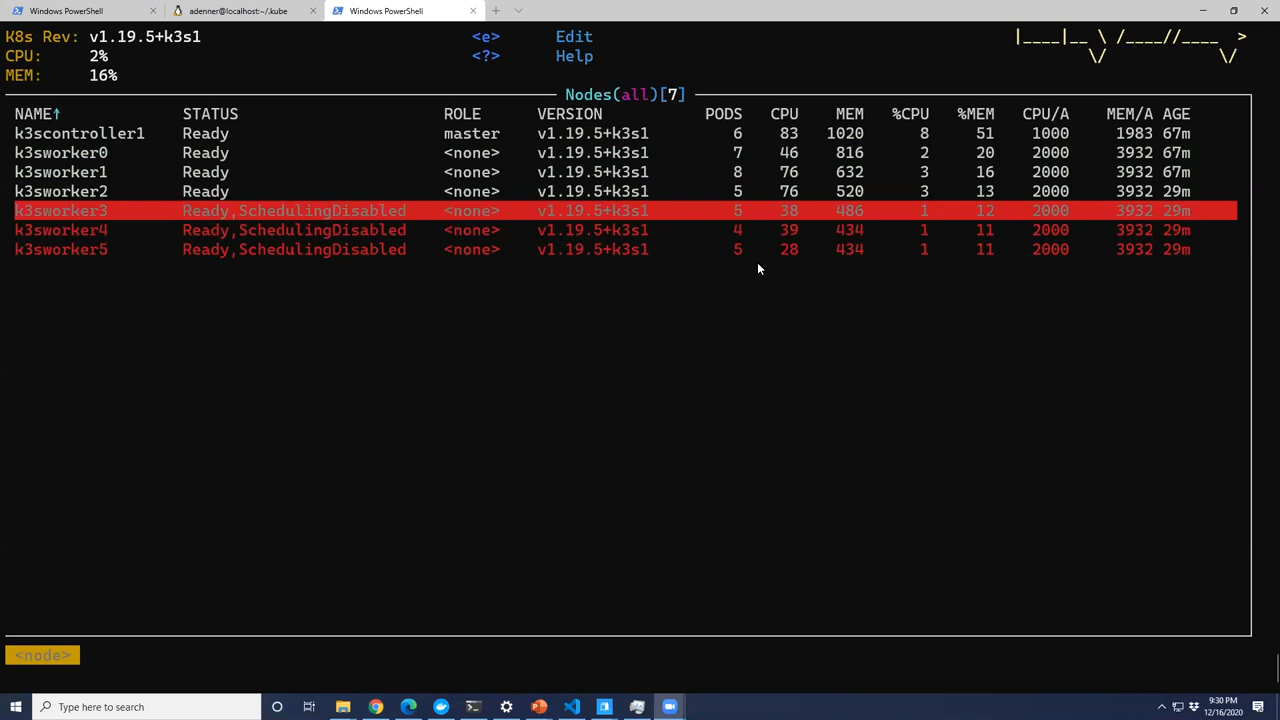 Windows PowerShell
adenner@localhost:~/.kube
Windows PowerShell
K8s Rev: v1.19.5+k3s1 <e> Edit |____|__ \ /____//____ >
CPU: 2% <?> Help \/ \/
MEM: 16%
Nodes(all)[7]
NAME↑ STATUS ROLE VERSION PODS CPU MEM %CPU %MEM CPU/A MEM/A AGE
k3scontroller1 Ready master v1.19.5+k3s1 6 83 1020 8 51 1000 1983 67m
k3sworker0 Ready <none> v1.19.5+k3s1 7 46 816 2 20 2000 3932 67m
k3sworker1 Ready <none> v1.19.5+k3s1 8 76 632 3 16 2000 3932 67m
k3sworker2 Ready <none> v1.19.5+k3s1 5 76 520 3 13 2000 3932 29m
k3sworker3 Ready,SchedulingDisabled <none> v1.19.5+k3s1 5 38 486 1 12 2000 3932 29m
k3sworker4 Ready,SchedulingDisabled <none> v1.19.5+k3s1 4 39 434 1 11 2000 3932 29m
k3sworker5 Ready,SchedulingDisabled <none> v1.19.5+k3s1 5 28 434 1 11 2000 3932 29m
<node>
Type here to search
9:30 PM
12/16/2020